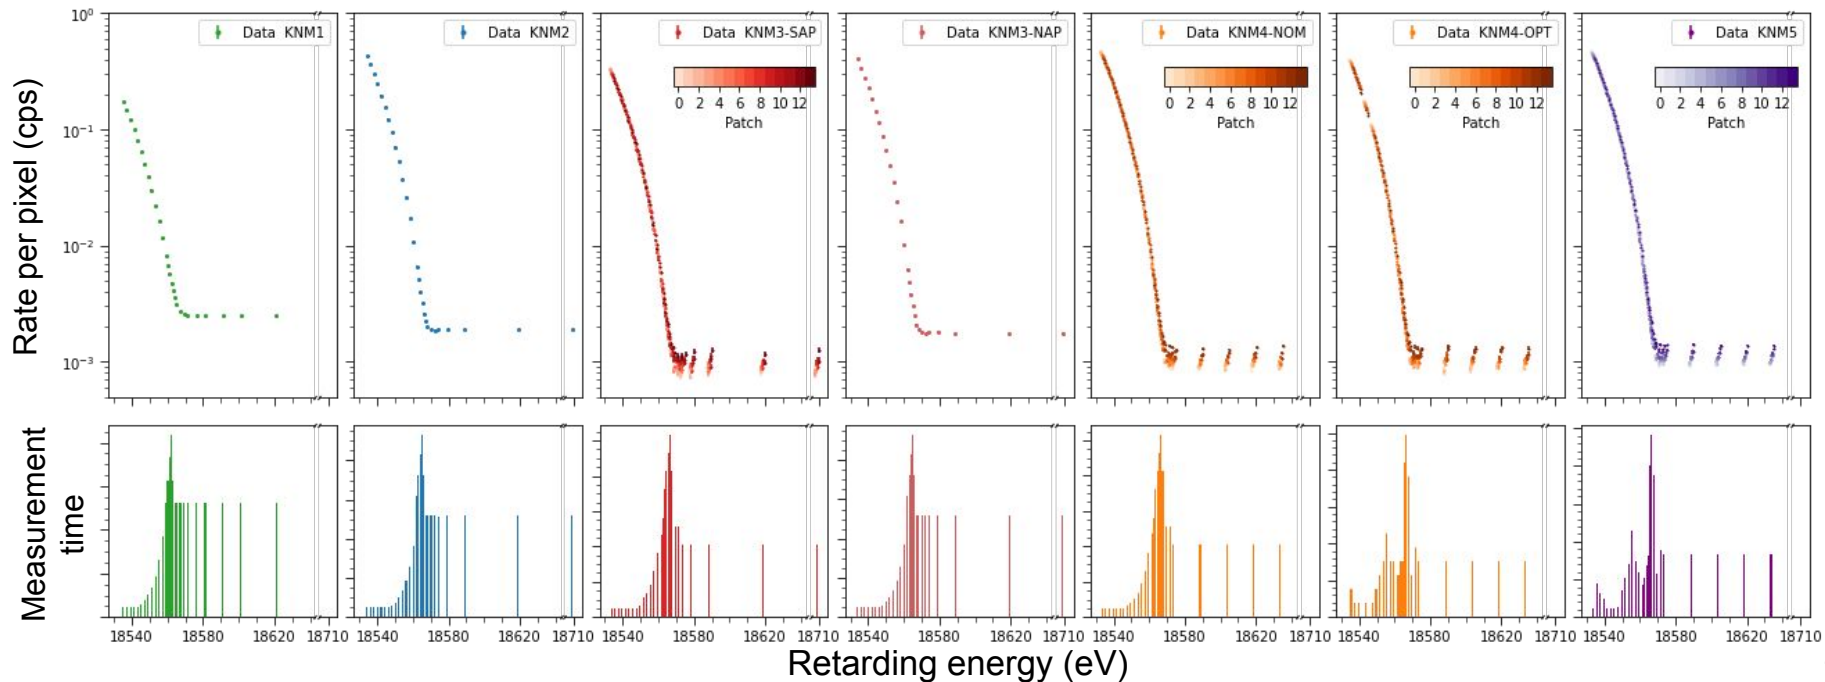 Data KNM1
Data KNM2
Data KNM3-SAP
Data KNM3-NAP
Data KNM4-NOM
Data KNM4-OPT
Data KNM5
10⁰
10⁻¹
10⁻²
10⁻³
Rate per pixel (cps)
0 2 4 6 8 10 12
Patch
0 2 4 6 8 10 12
Patch
0 2 4 6 8 10 12
Patch
0 2 4 6 8 10 12
Patch
Measurement
time
18540 18580 18620 18710
18540 18580 18620 18710
18540 18580 18620 18710
18540 18580 18620 18710
18540 18580 18620 18710
18540 18580 18620 18710
18540 18580 18620 18710
Retarding energy (eV)